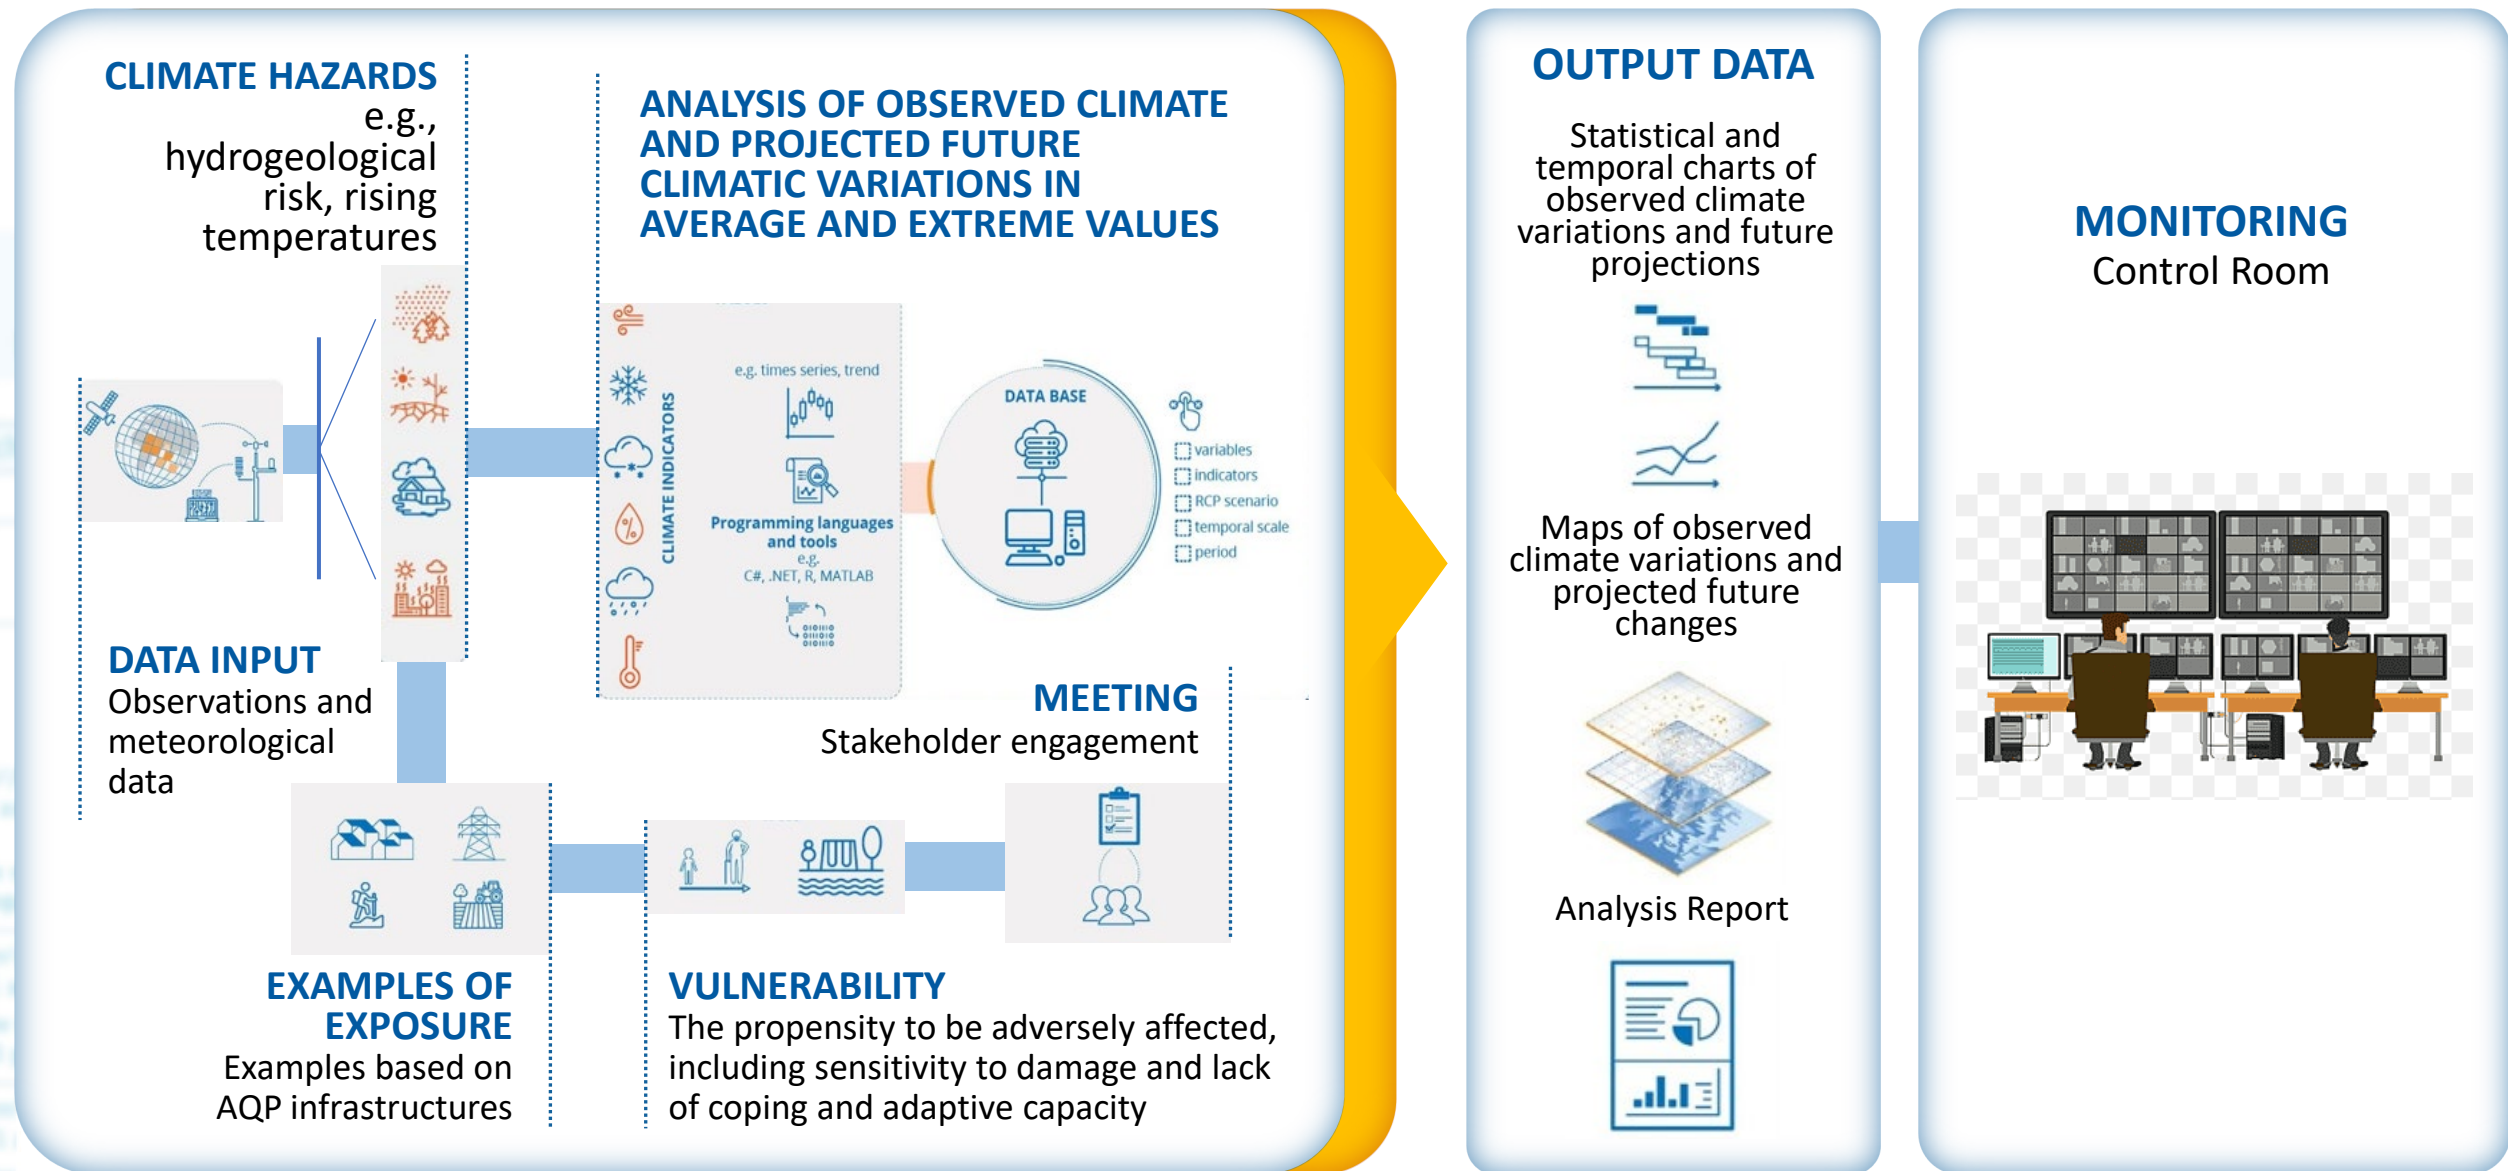 CLIMATE HAZARDS
e.g.,
hydrogeological
risk, rising
temperatures
DATA INPUT
Observations and
meteorological
data
ANALYSIS OF OBSERVED CLIMATE
AND PROJECTED FUTURE
CLIMATIC VARIATIONS IN
AVERAGE AND EXTREME VALUES
CLIMATE INDICATORS
e.g. times series, trend
Programming languages
and tools
e.g.
C#, .NET, R, MATLAB
010110
011010
010110
DATA BASE
variables
indicators
RCP scenario
temporal scale
period
%
MEETING
Stakeholder engagement
EXAMPLES OF
EXPOSURE
Examples based on
AQP infrastructures
VULNERABILITY
The propensity to be adversely affected,
including sensitivity to damage and lack
of coping and adaptive capacity
OUTPUT DATA
Statistical and
temporal charts of
observed climate
variations and future
projections
Maps of observed
climate variations and
projected future
changes
Analysis Report
MONITORING
Control Room